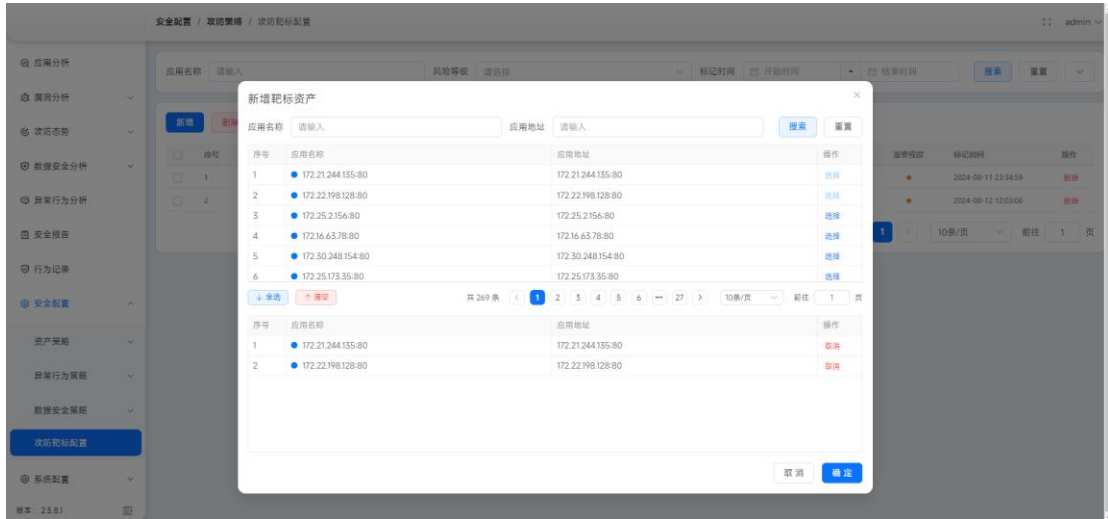 安全配置 / 攻防策略 / 攻防靶标配置
admin
应用分析
漏洞分析
攻防态势
数据安全分析
异常行为分析
安全报告
行为记录
安全配置
资产策略
异常行为策略
数据安全策略
攻防靶标配置
系统配置
版本: 2.5.8.1
应用名称 请输入 风险等级 请选择 标记时间 开始时间 - 结束时间 搜索 重置
新增 删除
序号
1
2
新增靶标资产
应用名称 请输入 应用地址 请输入 搜索 重置
序号 应用名称 应用地址 操作
1 172.21.244.135:80 172.21.244.135:80 选择
2 172.22.198.128:80 172.22.198.128:80 选择
3 172.25.2.156:80 172.25.2.156:80 选择
4 172.16.63.78:80 172.16.63.78:80 选择
5 172.30.248.154:80 172.30.248.154:80 选择
6 172.25.173.35:80 172.25.173.35:80 选择
全选 清空 共 269 条 1 2 3 4 5 6 ••• 27 10条/页 前往 1 页
序号 应用名称 应用地址 操作
1 172.21.244.135:80 172.21.244.135:80 取消
2 172.22.198.128:80 172.22.198.128:80 取消
取消 确定
标记时间 操作
2024-08-11 23:34:59 删除
2024-08-12 12:03:06 删除
1 10条/页 前往 1 页